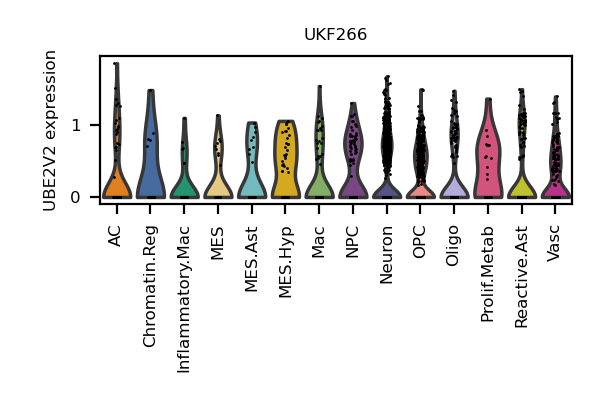 UKF266
UBE2V2 expression
1
0
AC
Chromatin.Reg
Inflammatory.Mac
MES
MES.Ast
MES.Hyp
Mac
NPC
Neuron
OPC
Oligo
Prolif.Metab
Reactive.Ast
Vasc